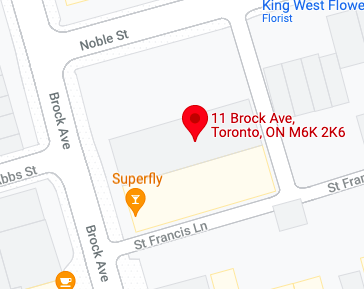 King West Flowe
Florist
Noble St
Brock Ave
11 Brock Ave,
Toronto, ON M6K 2K6
bbs St
Superfly
St Fra
Brock Ave
St Francis Ln